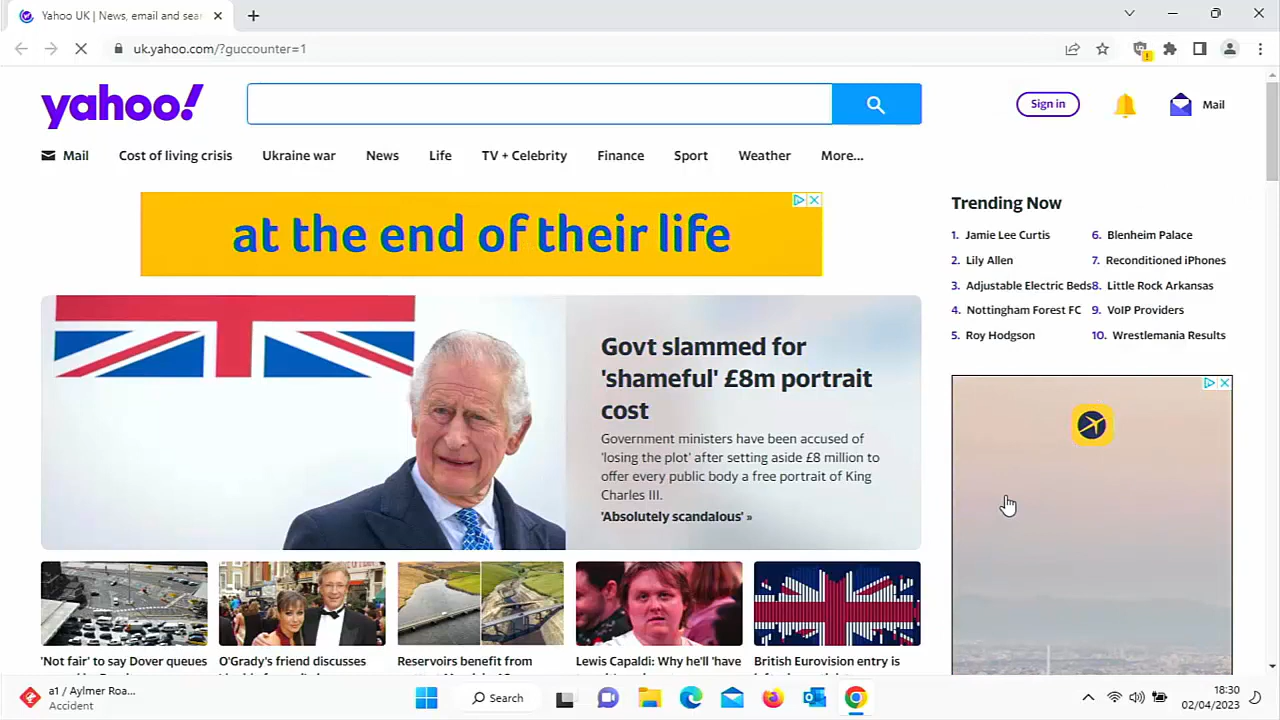 Yahoo UK | News, email and sea
uk.yahoo.com/?guccounter=1
yahoo!
Sign in
Mail
Mail
Cost of living crisis
Ukraine war
News
Life
TV + Celebrity
Finance
Sport
Weather
More...
at the end of their life
Trending Now
1. Jamie Lee Curtis
2. Lily Allen
3. Adjustable Electric Beds
4. Nottingham Forest FC
5. Roy Hodgson
6. Blenheim Palace
7. Reconditioned iPhones
8. Little Rock Arkansas
9. VoIP Providers
10. Wrestlemania Results
Govt slammed for
'shameful' £8m portrait
cost
Government ministers have been accused of
'losing the plot' after setting aside £8 million to
offer every public body a free portrait of King
Charles III.
'Absolutely scandalous' »
'Not fair' to say Dover queues
O'Grady's friend discusses
Reservoirs benefit from
Lewis Capaldi: Why he'll 'have
British Eurovision entry is
a1 / Aylmer Roa...
Accident
Search
18:30
02/04/2023